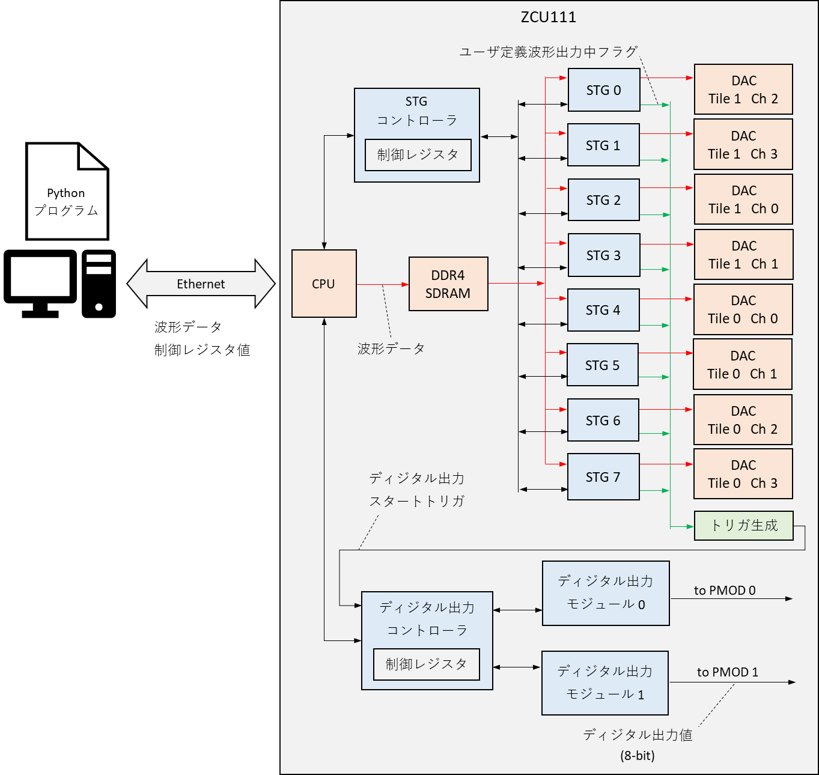 ZCU111
ユーザ定義波形出力中フラグ
STG
コントローラ
制御レジスタ
Python
プログラム
Ethernet
波形データ
制御レジスタ値
CPU
DDR4
SDRAM
波形データ
STG 0
STG 1
STG 2
STG 3
STG 4
STG 5
STG 6
STG 7
DAC
Tile 1 Ch 2
DAC
Tile 1 Ch 3
DAC
Tile 1 Ch 0
DAC
Tile 1 Ch 1
DAC
Tile 0 Ch 0
DAC
Tile 0 Ch 1
DAC
Tile 0 Ch 2
DAC
Tile 0 Ch 3
トリガ生成
ディジタル出力
スタートトリガ
ディジタル出力
コントローラ
制御レジスタ
ディジタル出力
モジュール 0
to PMOD 0
ディジタル出力
モジュール 1
to PMOD 1
ディジタル出力値
(8-bit)